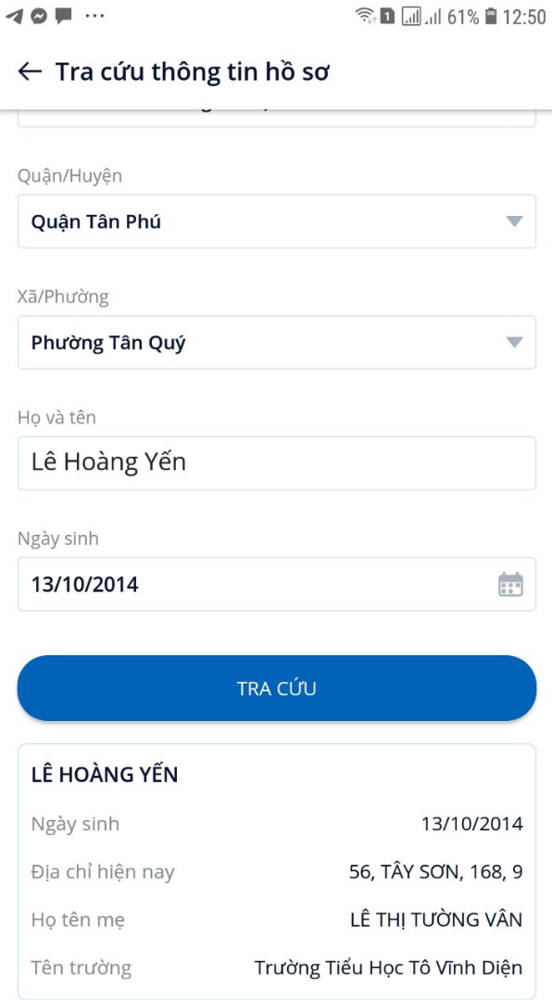 61% 12:50
Tra cứu thông tin hồ sơ
Quận/Huyện
Quận Tân Phú
Xã/Phường
Phường Tân Quý
Họ và tên
Lê Hoàng Yến
Ngày sinh
13/10/2014
TRA CỨU
LÊ HOÀNG YẾN
Ngày sinh 13/10/2014
Địa chỉ hiện nay 56, TÂY SƠN, 168, 9
Họ tên mẹ LÊ THỊ TƯỜNG VÂN
Tên trường Trường Tiểu Học Tô Vĩnh Diện